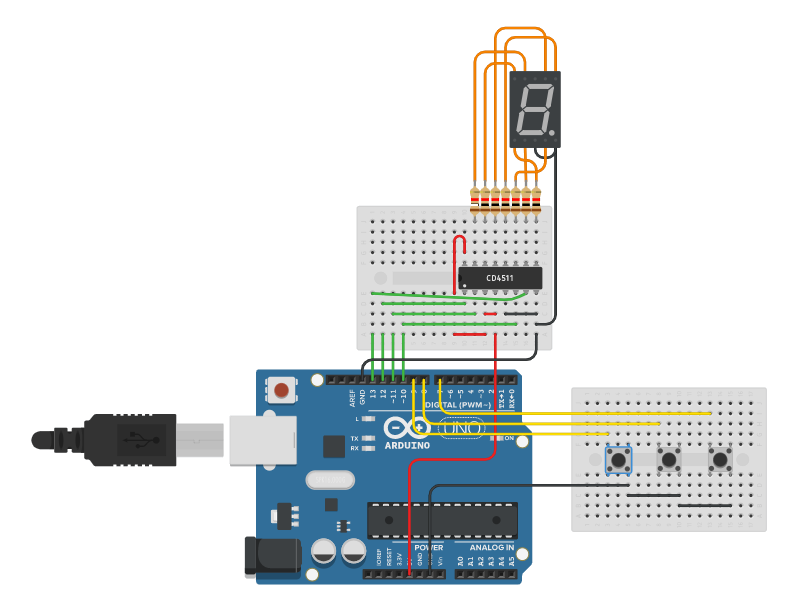 CD4511
AREF
GND
13
12
~11
~10
~9
8
7
~6
~5
4
~3
2
TX→1
RX←0
DIGITAL (PWM~)
L
TX
RX
UNO
ARDUINO
ON
POWER
ANALOG IN
IOREF
RESET
3.3V
GND
Vin
A0
A1
A2
A3
A4
A5